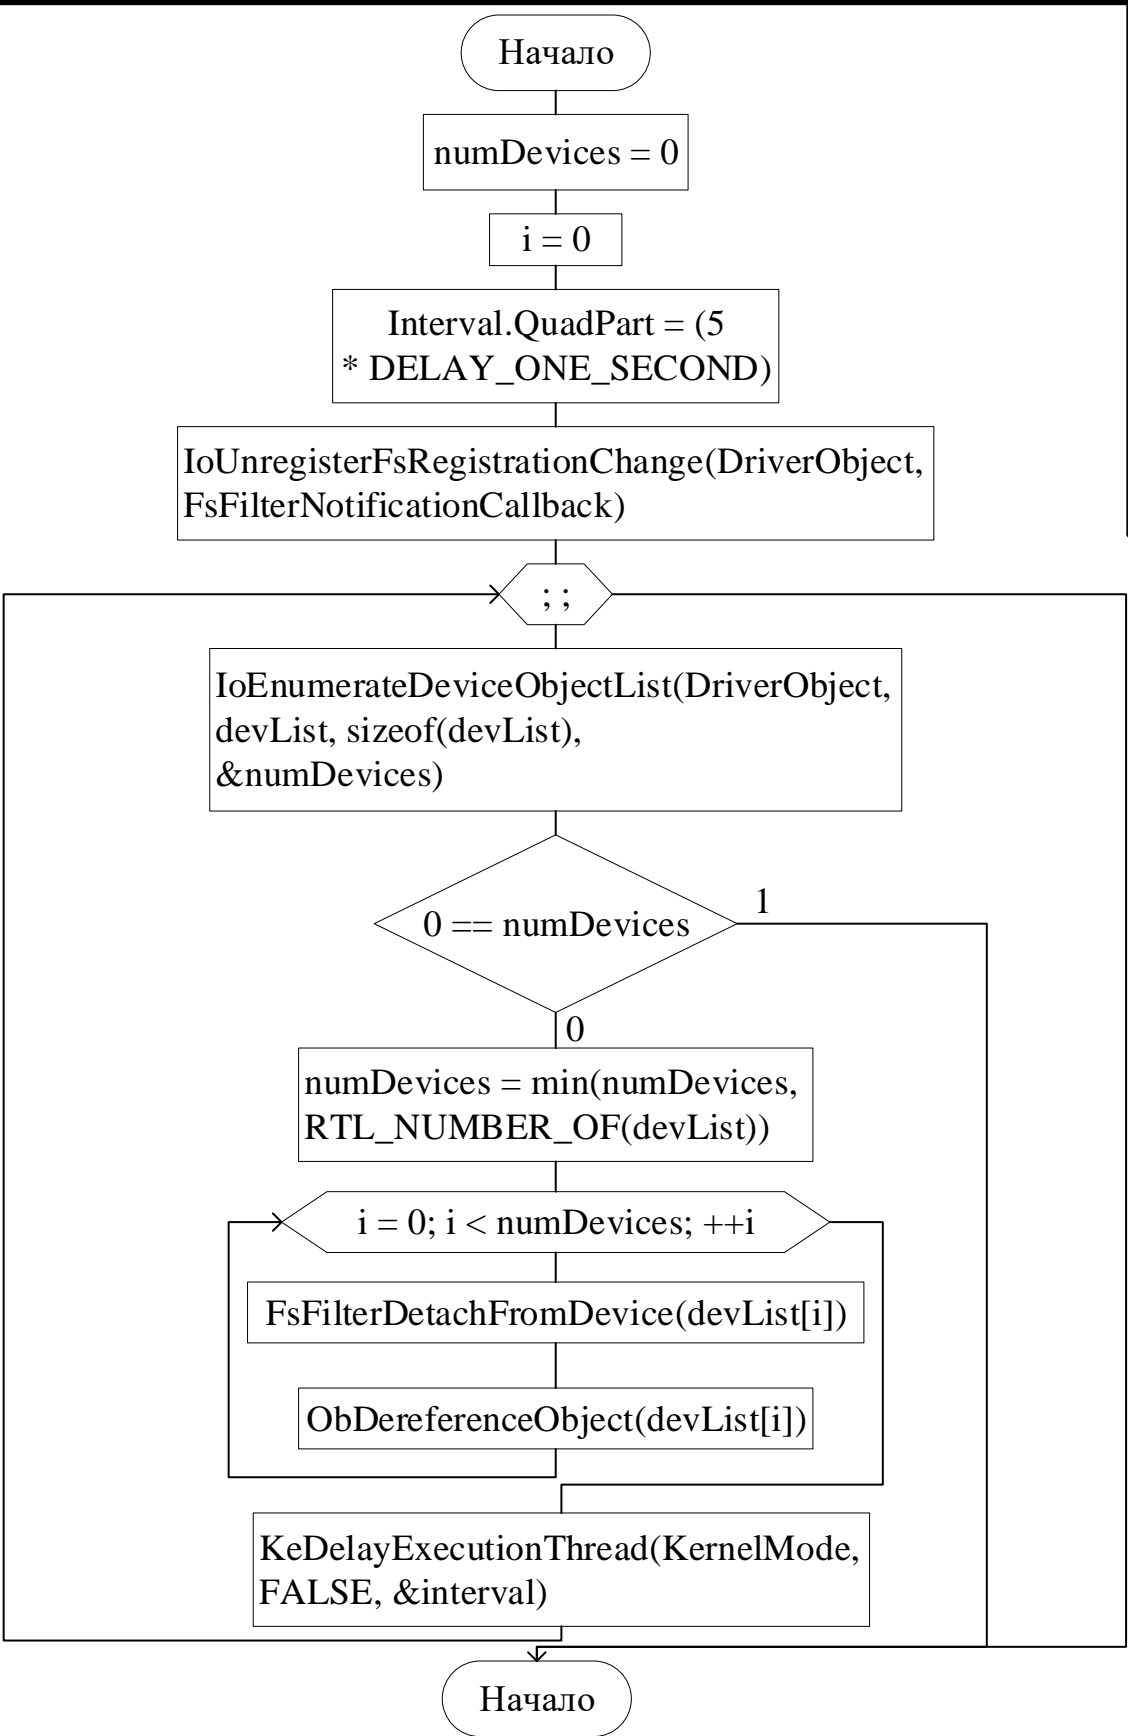 Начало
numDevices = 0
i = 0
Interval.QuadPart = (5
* DELAY_ONE_SECOND)
IoUnregisterFsRegistrationChange(DriverObject,
FsFilterNotificationCallback)
; ;
IoEnumerateDeviceObjectList(DriverObject,
devList, sizeof(devList),
&numDevices)
0 == numDevices
1
0
numDevices = min(numDevices,
RTL_NUMBER_OF(devList))
i = 0; i < numDevices; ++i
FsFilterDetachFromDevice(devList[i])
ObDereferenceObject(devList[i])
KeDelayExecutionThread(KernelMode,
FALSE, &interval)
Начало